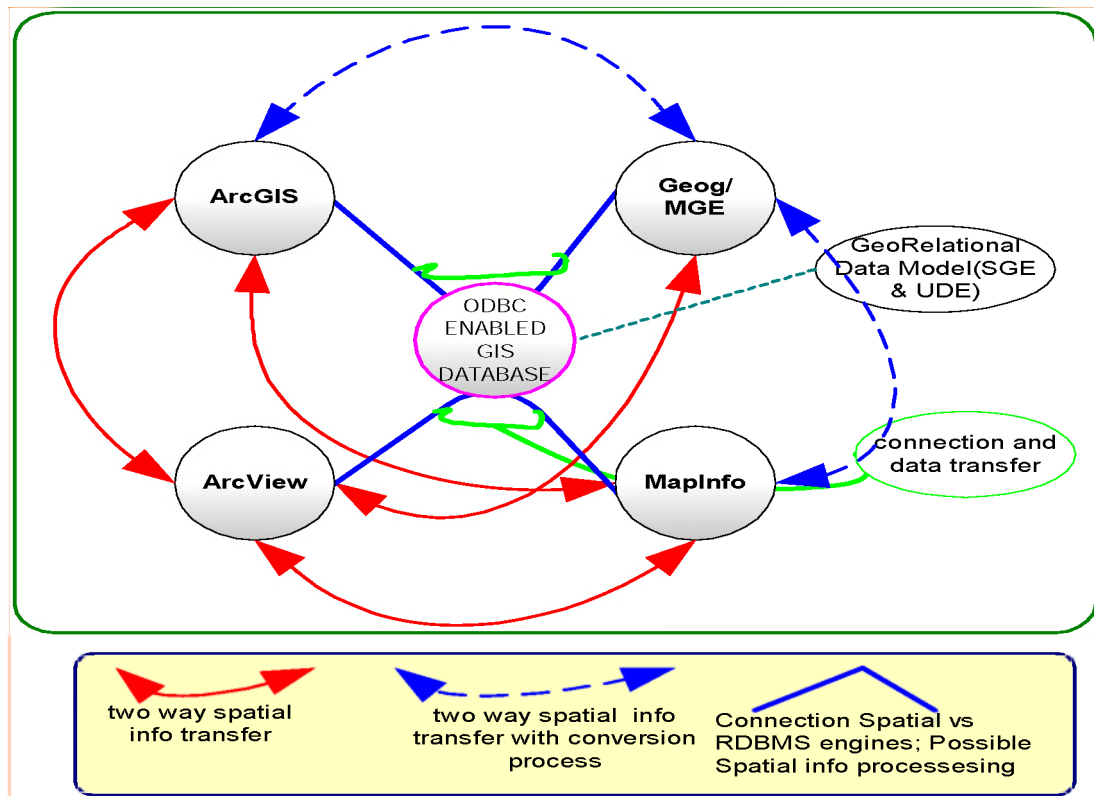 ArcGIS
Geog/
MGE
GeoRelational
Data Model(SGE
& UDE)
ODBC
ENABLED
GIS
DATABASE
ArcView
MapInfo
connection and
data transfer
two way spatial
info transfer
two way spatial info
transfer with conversion
process
Connection Spatial vs
RDBMS engines; Possible
Spatial info processesing